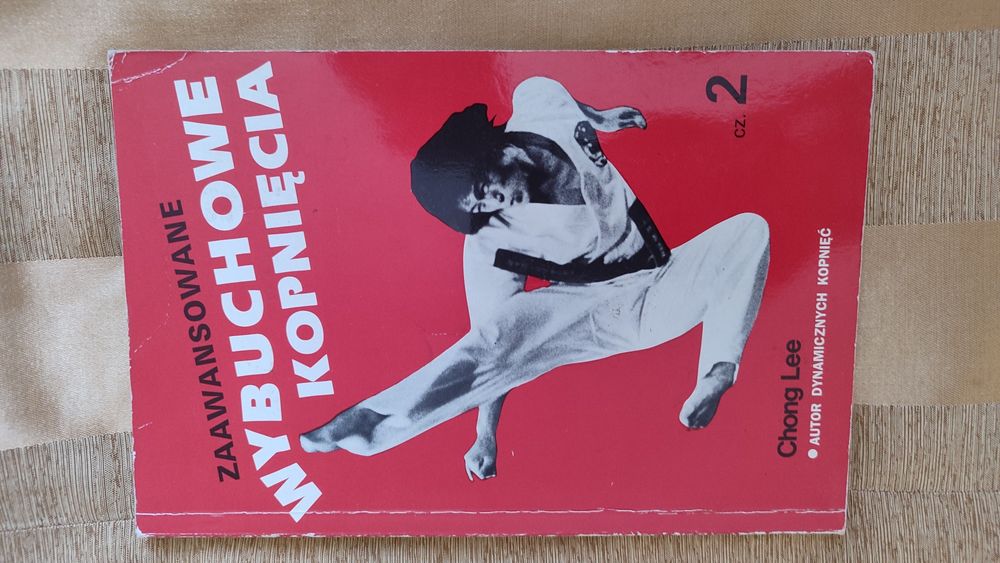 ZAAWANSOWANE
WYBUCHOWE
KOPNIĘCIA
cz. 2
Chong Lee
● AUTOR DYNAMICZNYCH KOPNIĘĆ